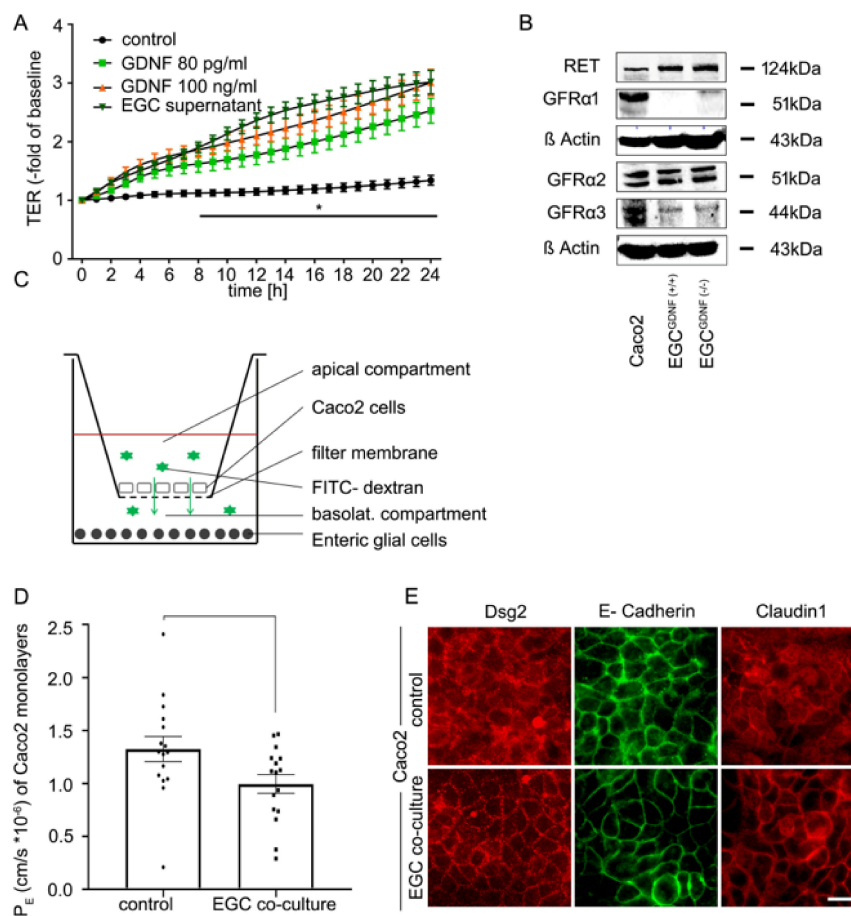 A
control
GDNF 80 pg/ml
GDNF 100 ng/ml
EGC supernatant
TER (-fold of baseline)
4
3
2
1
0
*
0 2 4 6 8 10 12 14 16 18 20 22 24
time [h]
B
RET
124kDa
GFRα1
51kDa
ß Actin
43kDa
GFRα2
51kDa
GFRα3
44kDa
ß Actin
43kDa
Caco2
EGC GDNF (+/+)
EGC GDNF (-/-)
C
apical compartment
Caco2 cells
filter membrane
FITC- dextran
basolat. compartment
Enteric glial cells
D
P E (cm/s *10⁻⁶) of Caco2 monolayers
2.5
2.0
1.5
1.0
0.5
0.0
control
EGC co-culture
E
Dsg2
E- Cadherin
Claudin1
Caco2
control
EGC co-culture